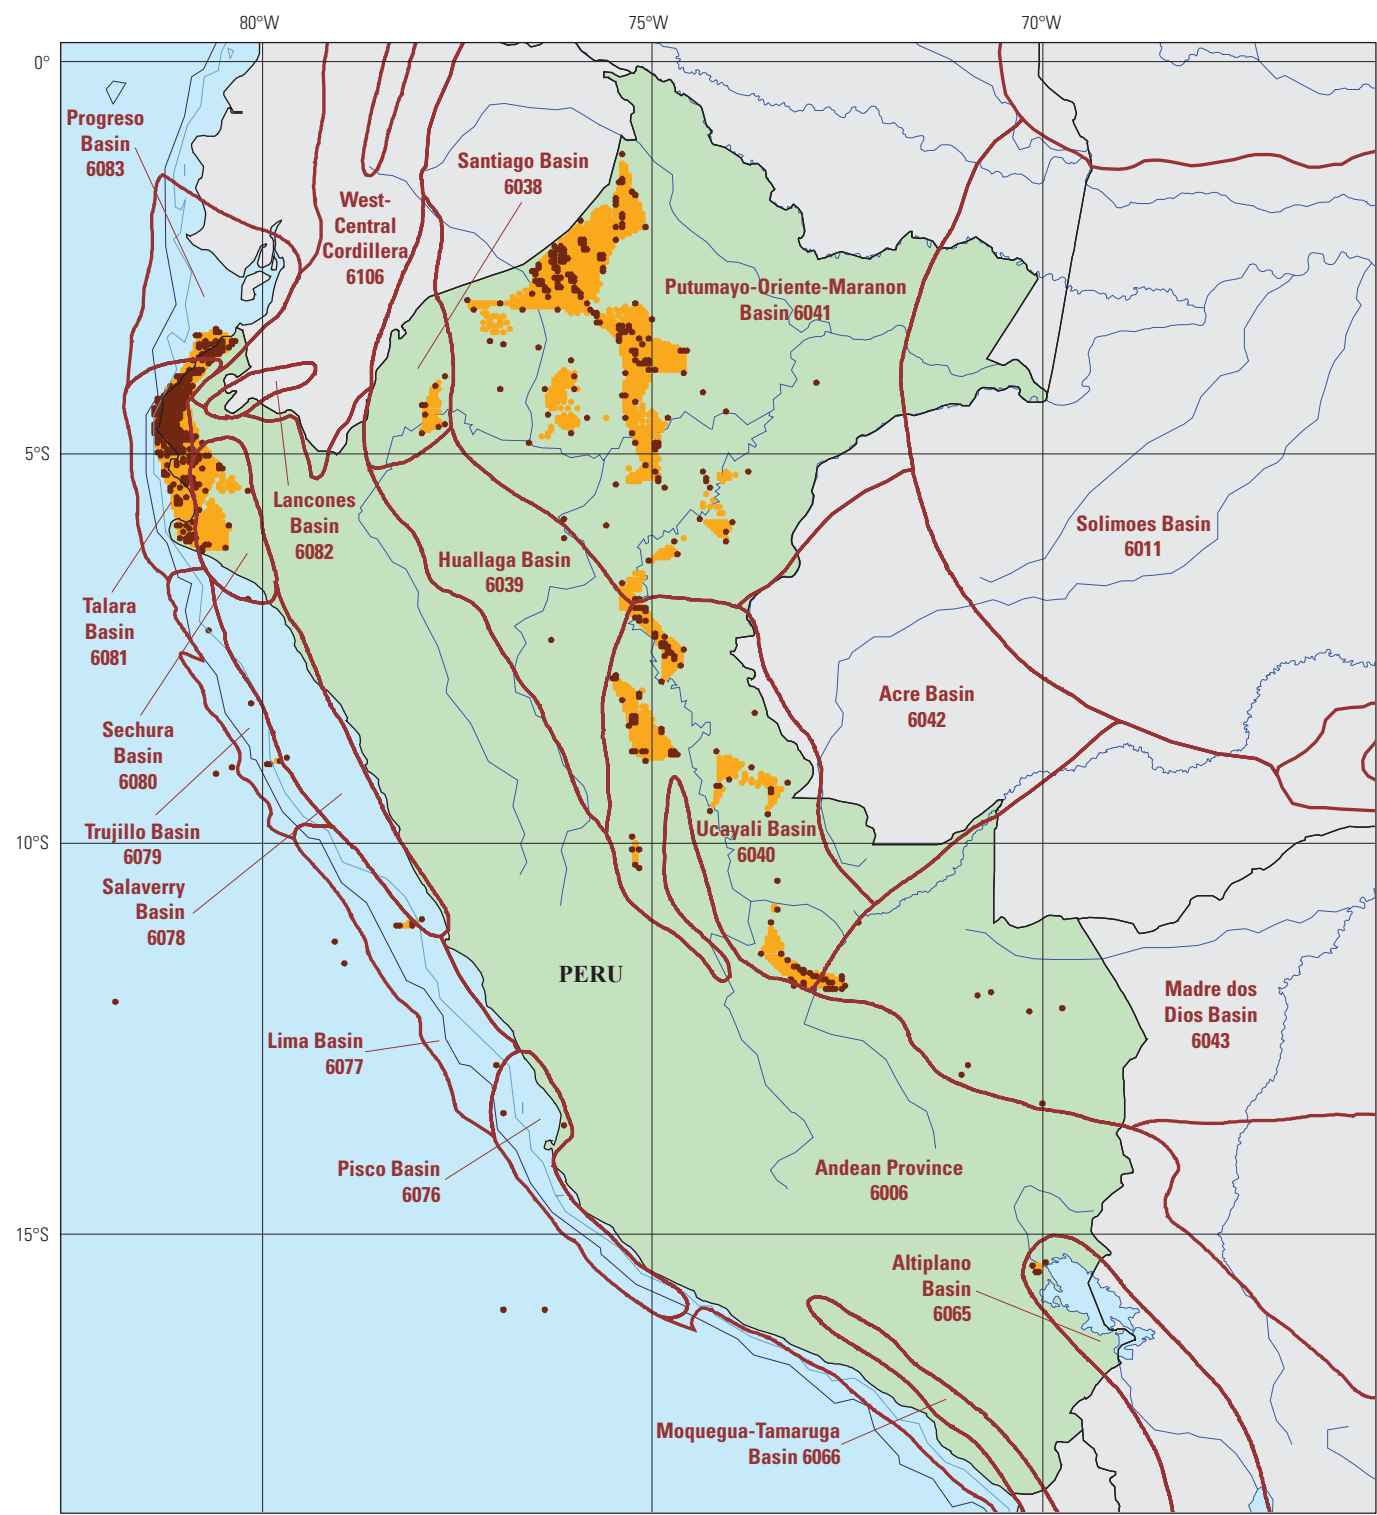 80°W
75°W
70°W
0°
5°S
10°S
15°S
Progreso
Basin
6083
Santiago Basin
6038
West-
Central
Cordillera
6106
Putumayo-Oriente-Maranon
Basin 6041
Lancones
Basin
6082
Solimoes Basin
6011
Huallaga Basin
6039
Talara
Basin
6081
Acre Basin
6042
Sechura
Basin
6080
Trujillo Basin
6079
Ucayali Basin
6040
Salaverry
Basin
6078
PERU
Madre dos
Dios Basin
6043
Lima Basin
6077
Pisco Basin
6076
Andean Province
6006
Altiplano
Basin
6065
Moquegua-Tamaruga
Basin 6066